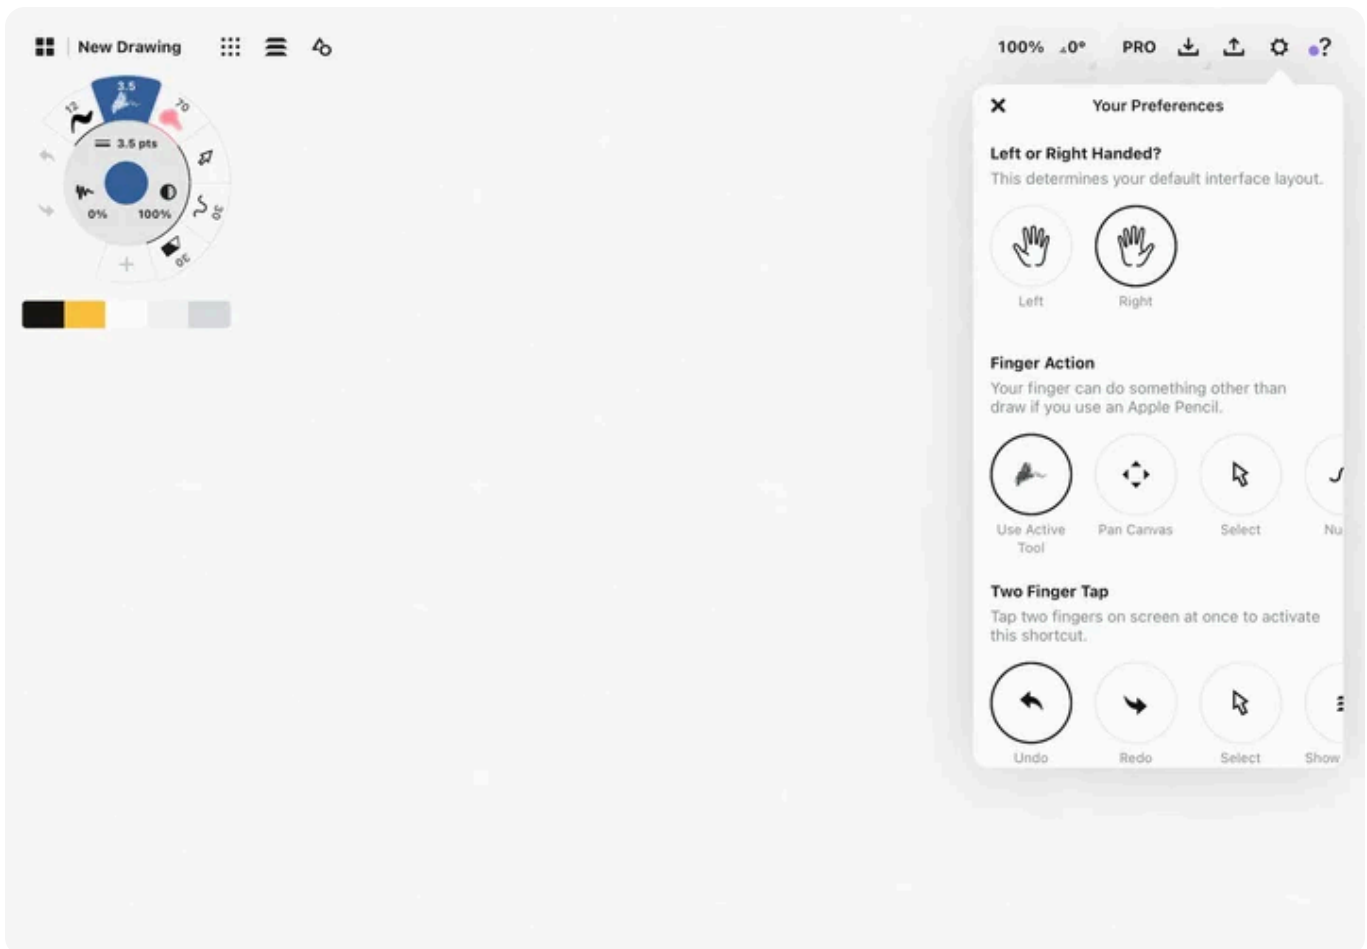 New Drawing
100% 0° PRO ?
3.5
12
70
3.5 pts
0% 100%
30
30
Your Preferences
Left or Right Handed?
This determines your default interface layout.
Left Right
Finger Action
Your finger can do something other than
draw if you use an Apple Pencil.
Use Active
Tool
Pan Canvas
Select
Nu
Two Finger Tap
Tap two fingers on screen at once to activate
this shortcut.
Undo Redo Select Show